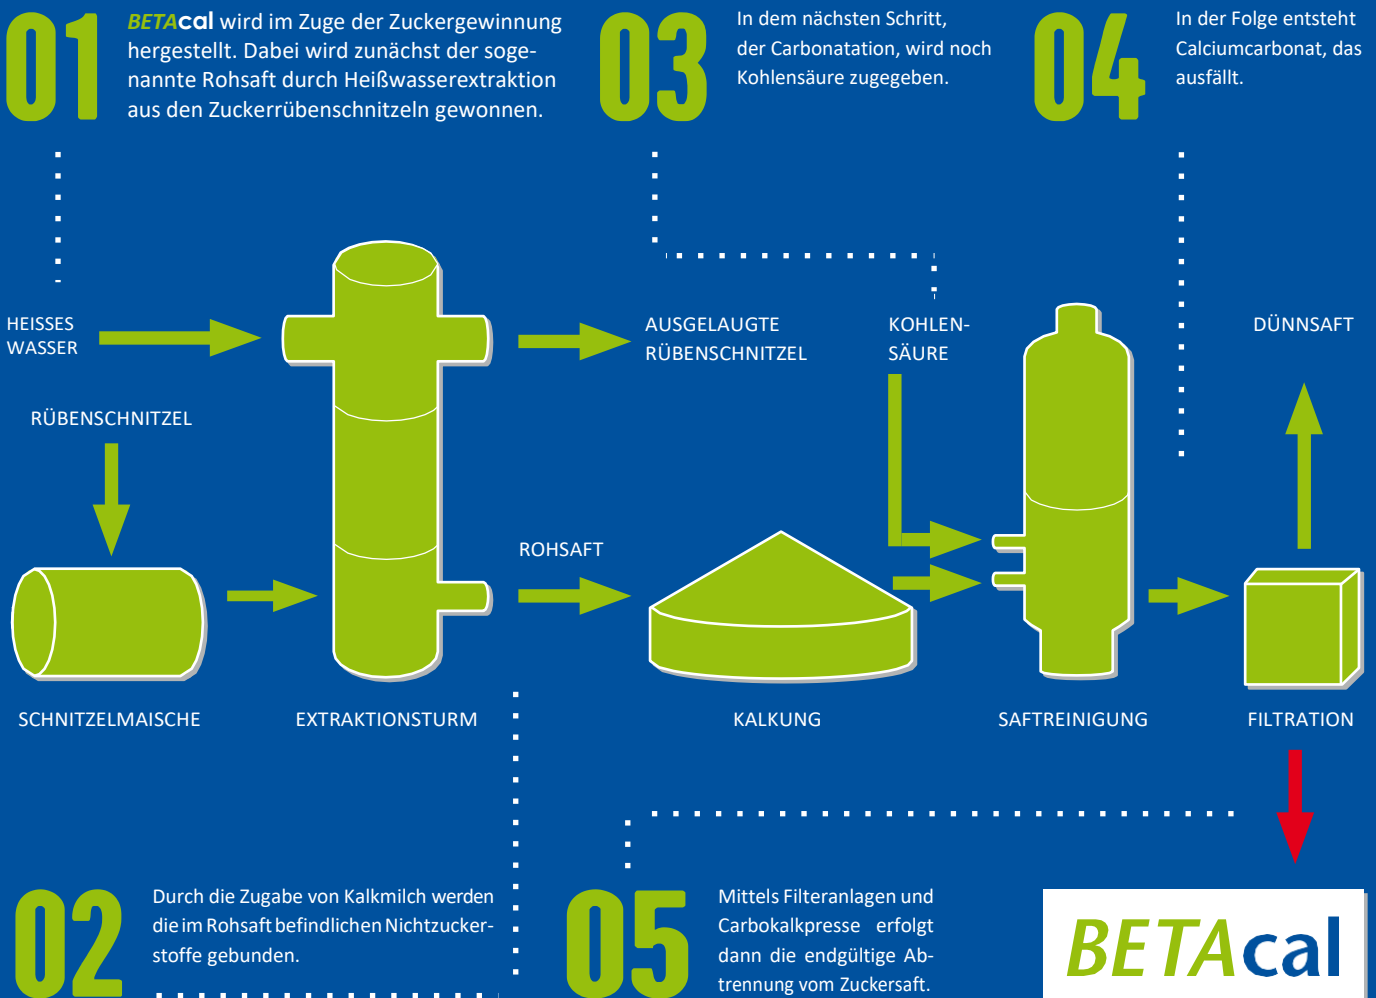 01
BETAcal wird im Zuge der Zuckergewinnung
hergestellt. Dabei wird zunächst der soge-
nannte Rohsaft durch Heißwasserextraktion
aus den Zuckerrübenschnitzeln gewonnen.
03
In dem nächsten Schritt,
der Carbonatation, wird noch
Kohlensäure zugegeben.
04
In der Folge entsteht
Calciumcarbonat, das
ausfällt.
HEISSES
WASSER
AUSGELAUGTE
RÜBENSCHNITZEL
KOHLEN-
SÄURE
DÜNNSAFT
RÜBENSCHNITZEL
ROHSAFT
SCHNITZELMAISCHE
EXTRAKTIONSTURM
KALKUNG
SAFTREINIGUNG
FILTRATION
02
Durch die Zugabe von Kalkmilch werden
die im Rohsaft befindlichen Nichtzucker-
stoffe gebunden.
05
Mittels Filteranlagen und
Carbokalkpresse erfolgt
dann die endgültige Ab-
trennung vom Zuckersaft.
BETAcal